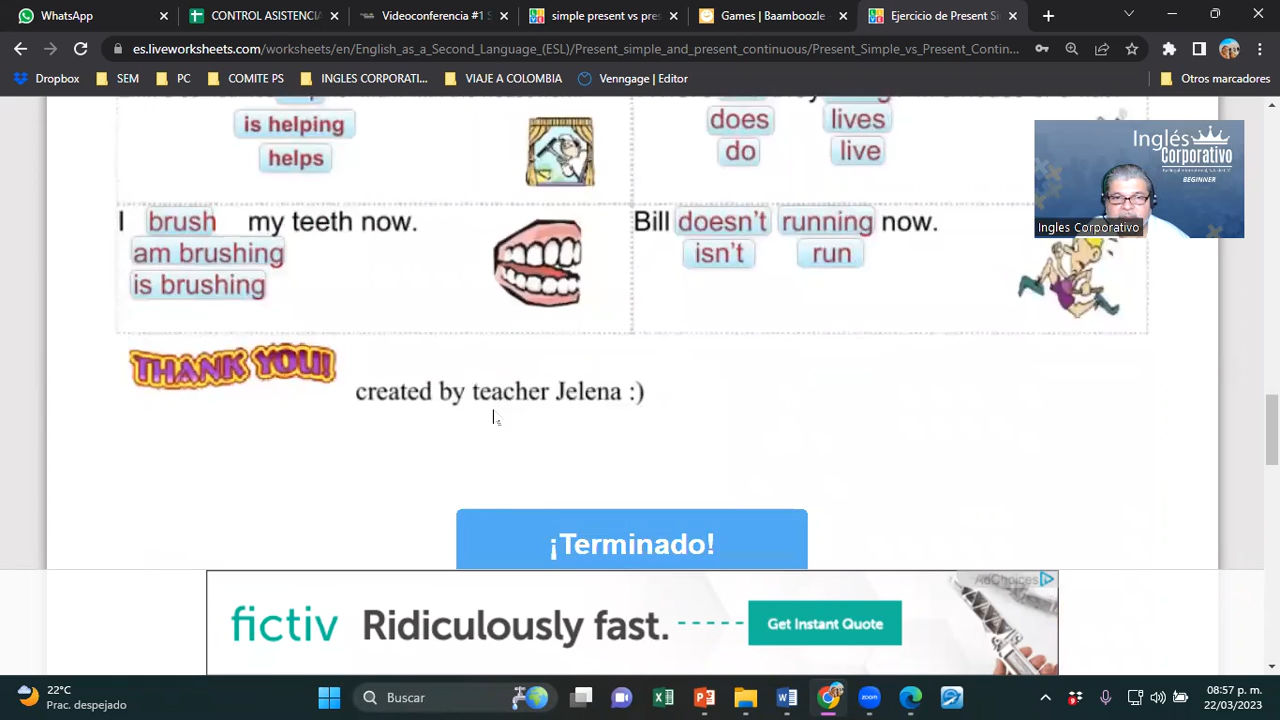 WhatsApp
CONTROL ASISTENCIA
Videoconferencia #1 S
simple present vs pres
Games | Bamboozle
Ejercicio de Present Si
es.liveworksheets.com/worksheets/en/English_as_a_Second_Language_(ESL)/Present_simple_and_present_continuous/Present_Simple_vs_Present_Contin...
Dropbox
SEM
PC
COMITE PS
INGLES CORPORATI...
VIAJE A COLOMBIA
Venngage | Editor
Otros marcadores
is helping
helps
does lives
do live
Inglés
Corporativo
BEGINNER
Ingles Corporativo
I brush my teeth now.
am brushing
is brushing
Bill doesn't running now.
isn't run
THANK YOU!
created by teacher Jelena :)
¡Terminado!
AdChoices
fictiv Ridiculously fast. Get Instant Quote
22°C
Prac. despejado
Buscar
08:57 p. m.
22/03/2023